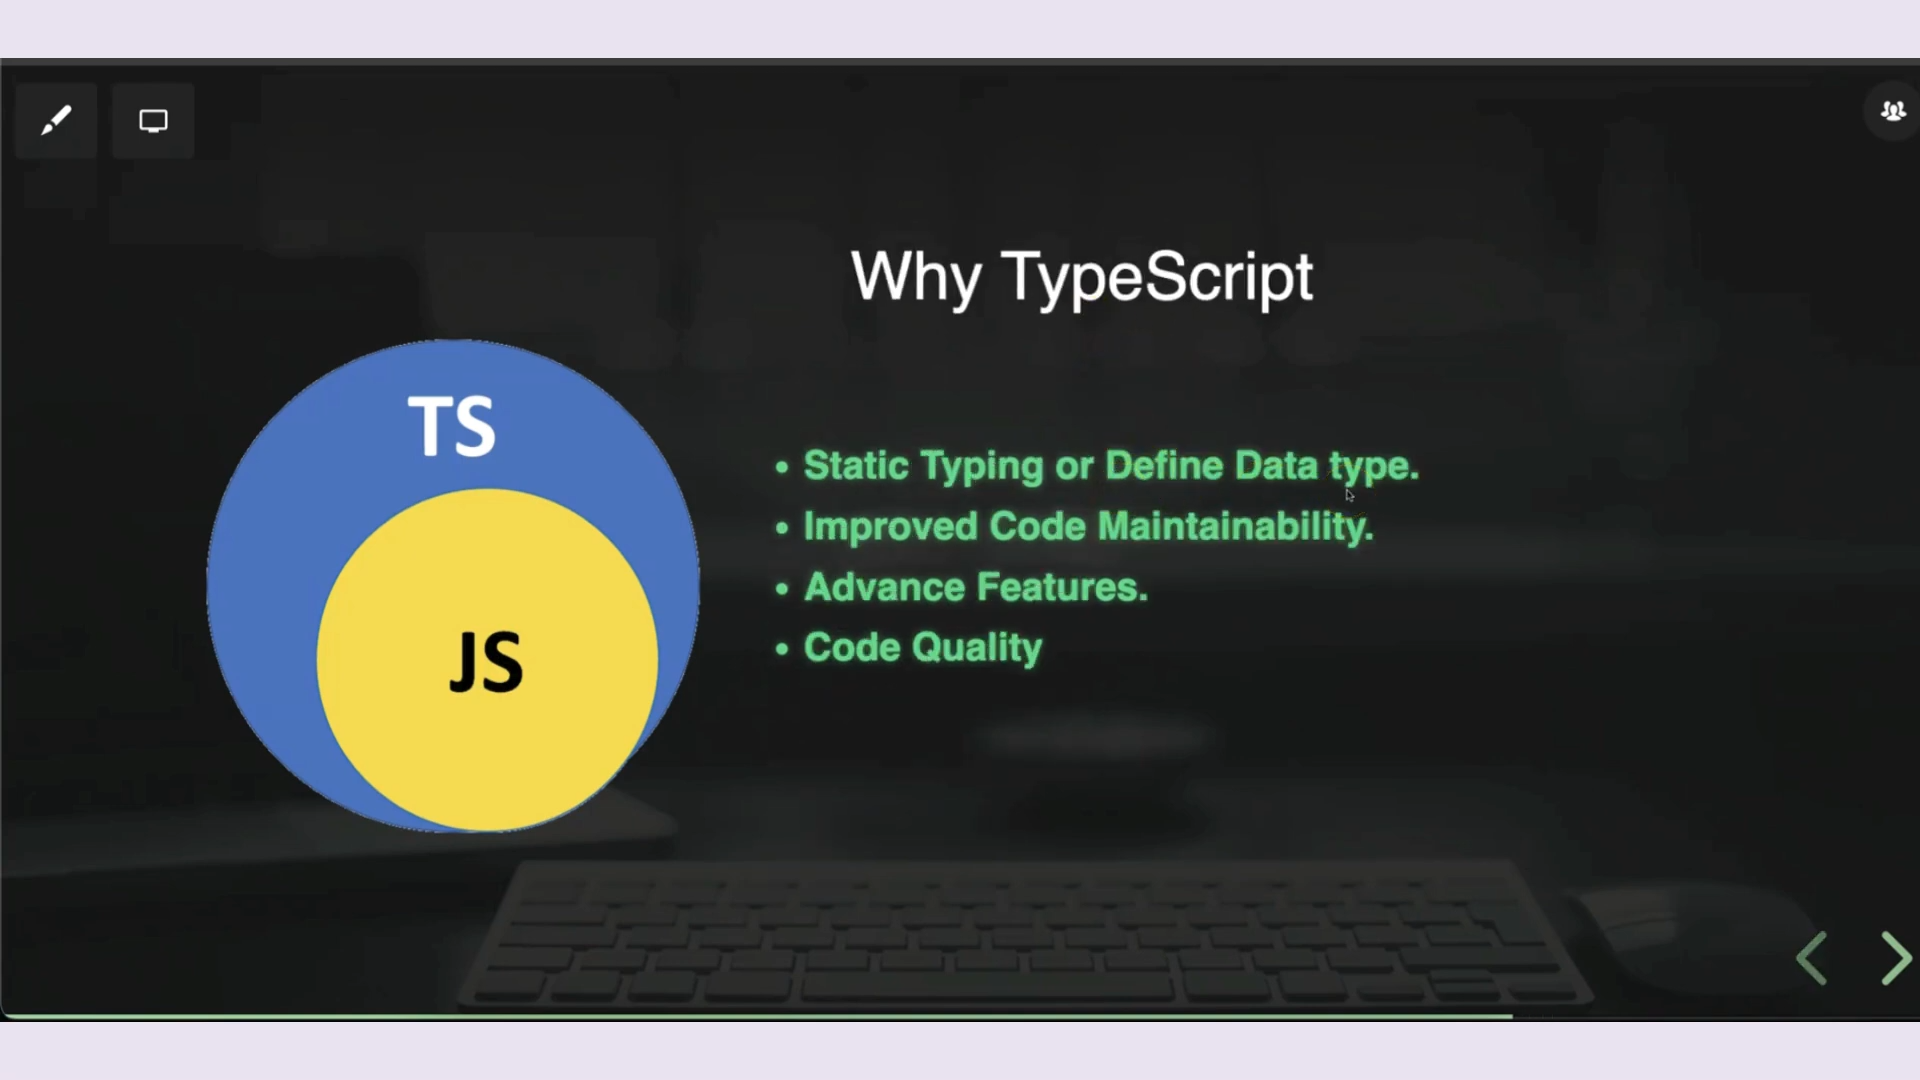 Why TypeScript
TS
JS
• Static Typing or Define Data type.
• Improved Code Maintainability.
• Advance Features.
• Code Quality